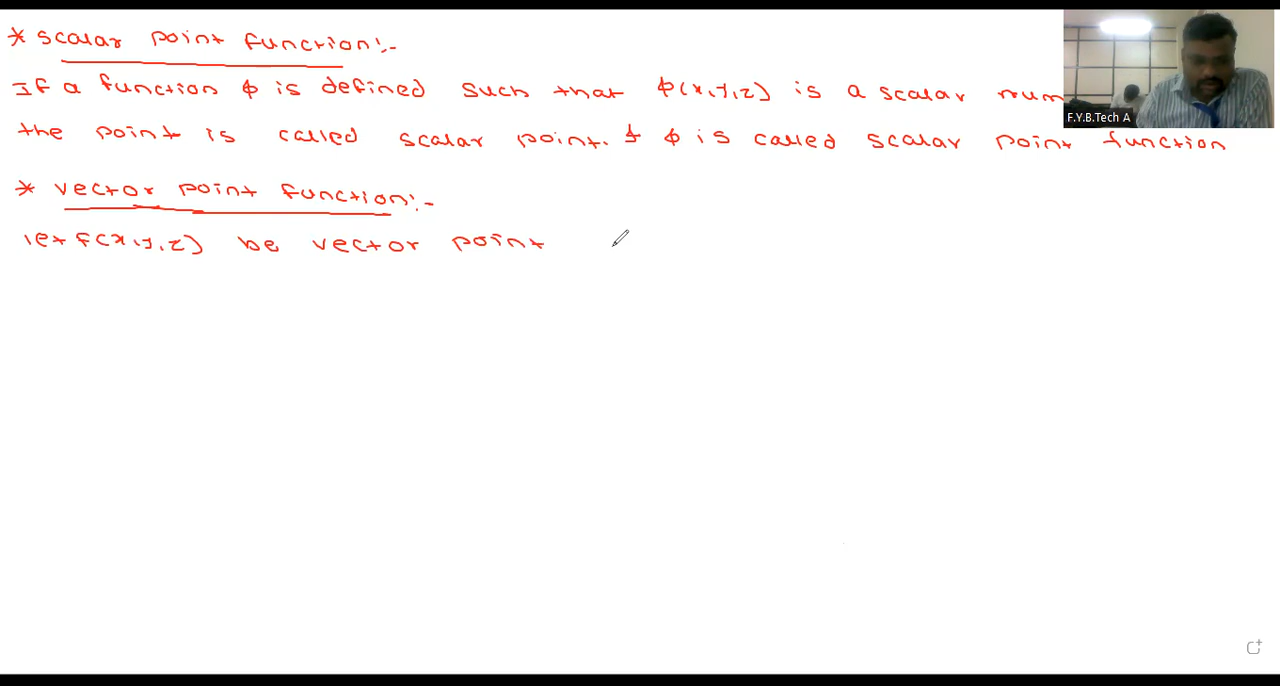 * scalar point function:-
If a function ϕ is defined such that ϕ(x,y,z) is a scalar num
the point is called scalar point. & ϕ is called scalar point function
* vector point function:-
let f(x,y,z) be vector point
F.Y.B.Tech A